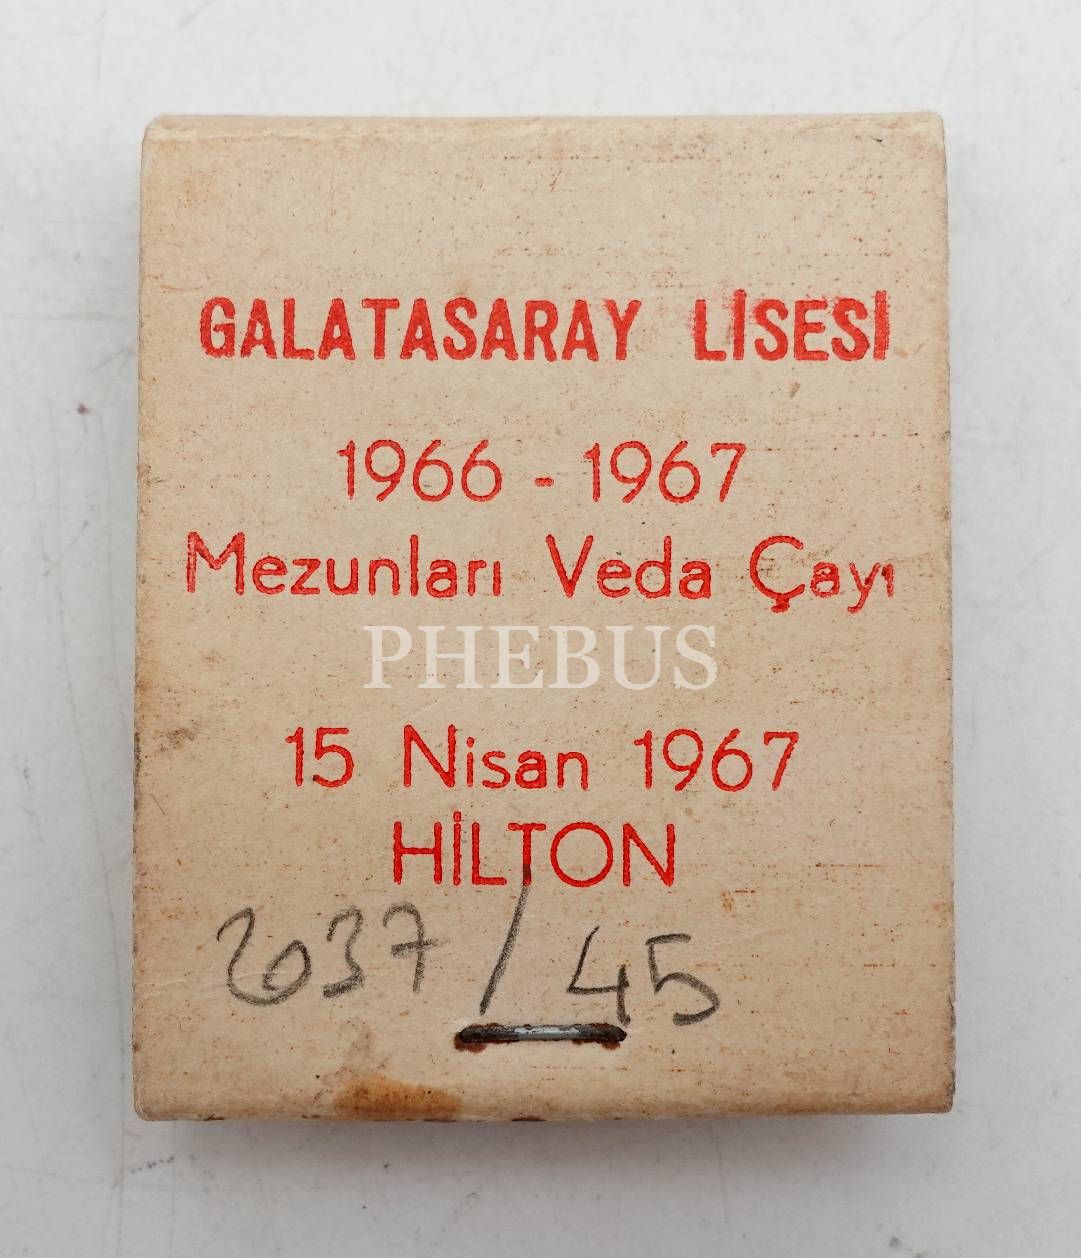 GALATASARAY LİSESİ
1966 - 1967
Mezunları Veda Çayı
PHEBUS
15 Nisan 1967
HİLTON
2037/45